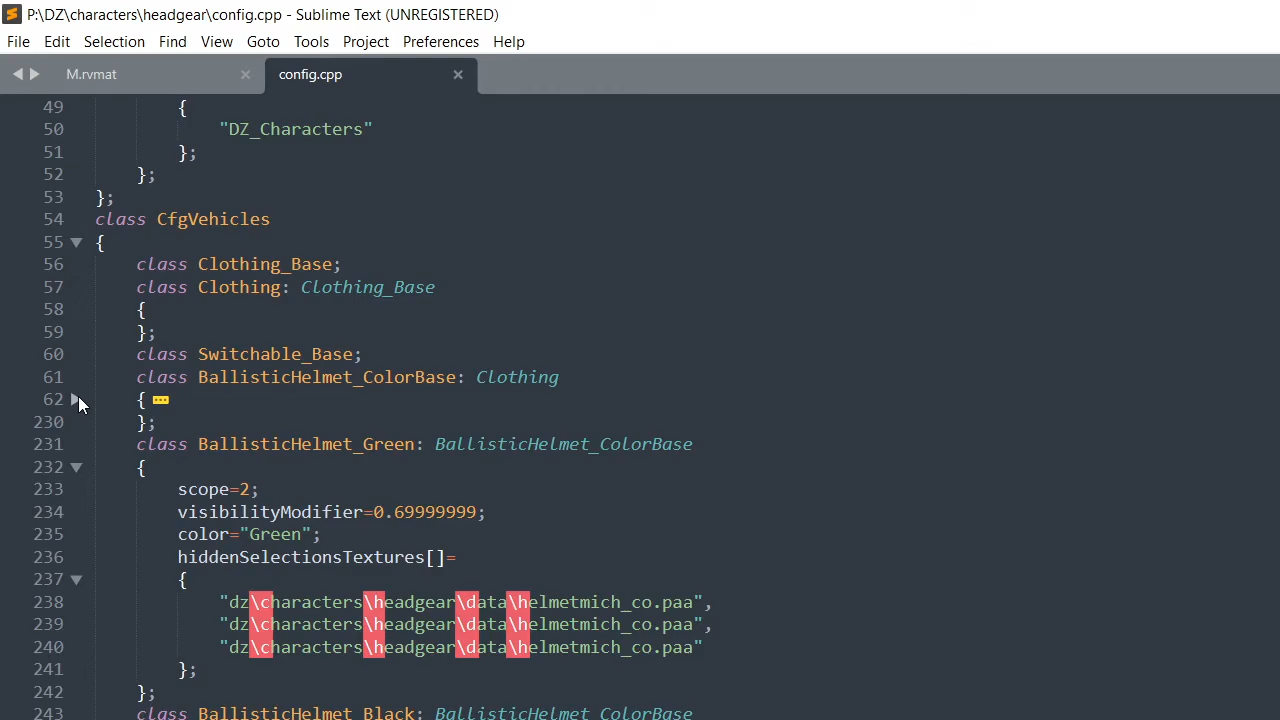 P:\DZ\characters\headgear\config.cpp - Sublime Text (UNREGISTERED)
File Edit Selection Find View Goto Tools Project Preferences Help
M.rvmat config.cpp
49 {
50 "DZ_Characters"
51 };
52 };
53 };
54 class CfgVehicles
55 {
56 class Clothing_Base;
57 class Clothing: Clothing_Base
58 {
59 };
60 class Switchable_Base;
61 class BallisticHelmet_ColorBase: Clothing
62 {
230 };
231 class BallisticHelmet_Green: BallisticHelmet_ColorBase
232 {
233 scope=2;
234 visibilityModifier=0.69999999;
235 color="Green";
236 hiddenSelectionsTextures[]=
237 {
238 "dz\characters\headgear\data\helmetmich_co.paa",
239 "dz\characters\headgear\data\helmetmich_co.paa",
240 "dz\characters\headgear\data\helmetmich_co.paa"
241 };
242 };
243 class BallisticHelmet_Black: BallisticHelmet_ColorBase